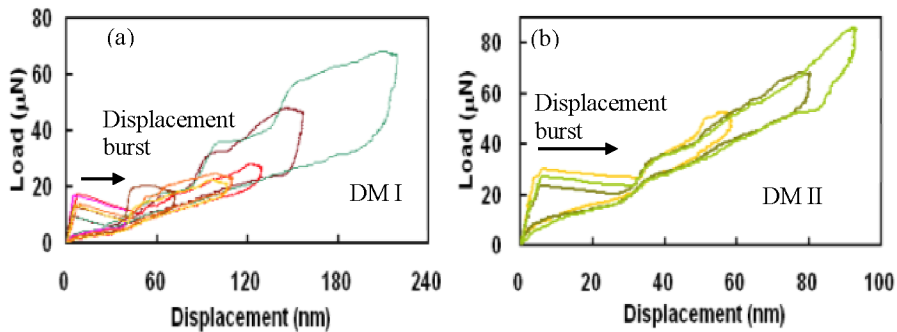 (a)
Load (µN)
80
60
40
20
0
Displacement
burst
DM I
0 60 120 180 240
Displacement (nm)
(b)
Load (µN)
80
60
40
20
0
Displacement
burst
DM II
0 20 40 60 80 100
Displacement (nm)